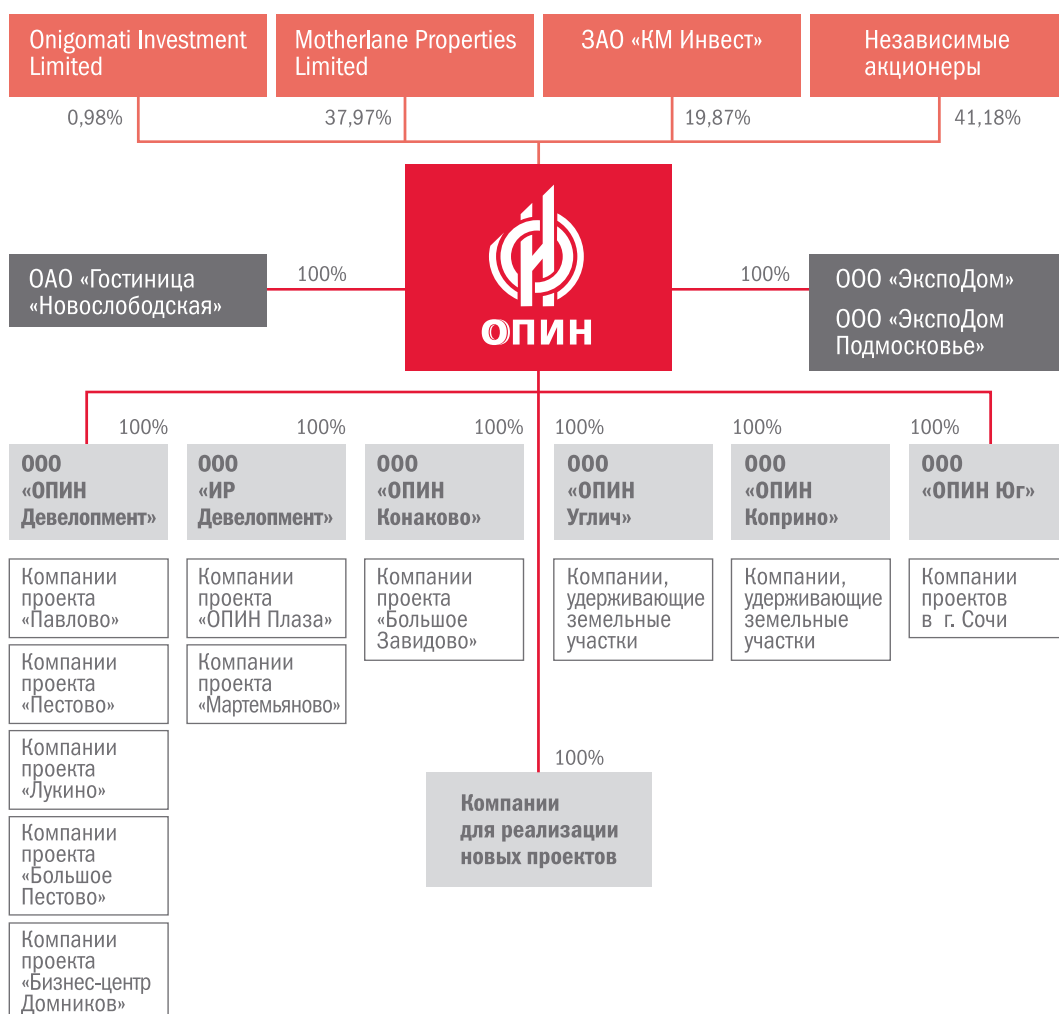 Onigomati Investment
Limited
Motherlane Properties
Limited
ЗАО «КМ Инвест»
Независимые
акционеры
0,98%
37,97%
19,87%
41,18%
ОПИН
ОАО «Гостиница
«Новослободская»
100%
100%
ООО «ЭкспоДом»
ООО «ЭкспоДом
Подмосковье»
100%
100%
100%
100%
100%
100%
ООО
«ОПИН
Девелопмент»
ООО
«ИР
Девелопмент»
ООО
«ОПИН
Конаково»
ООО
«ОПИН
Углич»
ООО
«ОПИН
Коприно»
ООО
«ОПИН Юг»
Компании
проекта
«Павлово»
Компании
проекта
«Пестово»
Компании
проекта
«Лукино»
Компании
проекта
«Большое
Пестово»
Компании
проекта
«Бизнес-центр
Домников»
Компании
проекта
«ОПИН Плаза»
Компании
проекта
«Мартемьяново»
Компании
проекта
«Большое
Завидово»
Компании,
удерживающие
земельные
участки
Компании,
удерживающие
земельные
участки
Компании
проектов
в г. Сочи
100%
Компании
для реализации
новых проектов